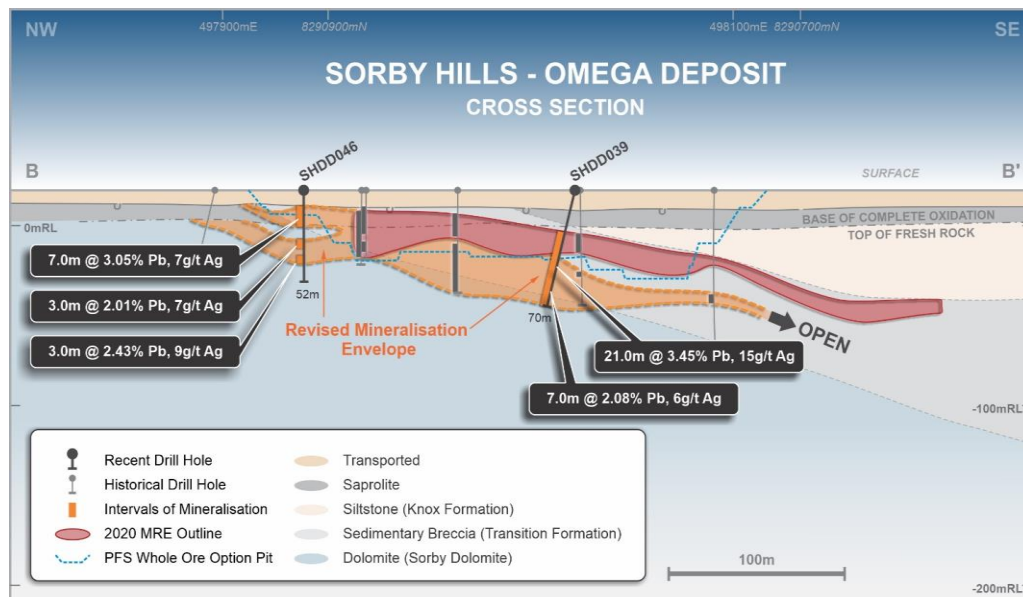 NW
497900mE
8290900mN
498100mE
8290700mN
SE
SORBY HILLS - OMEGA DEPOSIT
CROSS SECTION
B
SHDD046
SHDD039
SURFACE
B'
BASE OF COMPLETE OXIDATION
TOP OF FRESH ROCK
0mRL
7.0m @ 3.05% Pb, 7g/t Ag
3.0m @ 2.01% Pb, 7g/t Ag
3.0m @ 2.43% Pb, 9g/t Ag
52m
Revised Mineralisation
Envelope
70m
OPEN
21.0m @ 3.45% Pb, 15g/t Ag
7.0m @ 2.08% Pb, 6g/t Ag
-100mRL
Recent Drill Hole
Historical Drill Hole
Intervals of Mineralisation
2020 MRE Outline
PFS Whole Ore Option Pit
Transported
Saprolite
Siltstone (Knox Formation)
Sedimentary Breccia (Transition Formation)
Dolomite (Sorby Dolomite)
100m
-200mRL